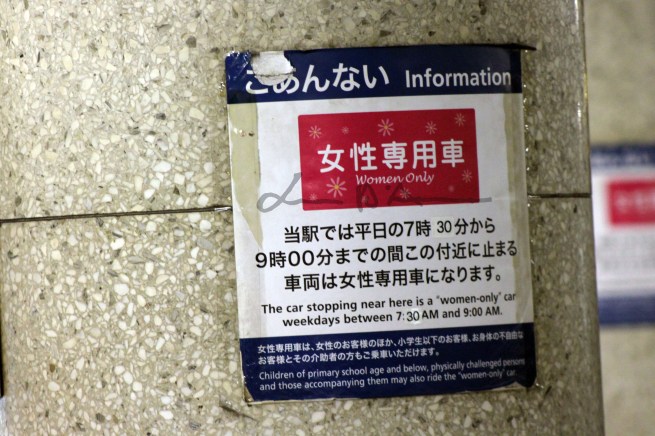 ごあんない Information
女性専用車
Women Only
当駅では平日の7時 30分から
9時00分までの間この付近に止まる
車両は女性専用車になります。
The car stopping near here is a "women-only" car
weekdays between 7:30 AM and 9:00 AM.
女性専用車は、女性のお客様のほか、小学生以下のお客様、お身体の不自由な
お客様とその介助者の方もご乗車いただけます。
Children of primary school age and below, physically challenged persons
and those accompanying them may also ride the "women-only" car.